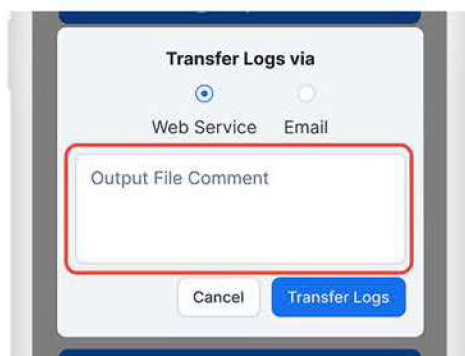 Transfer Logs via
Web Service Email
Output File Comment
Cancel Transfer Logs